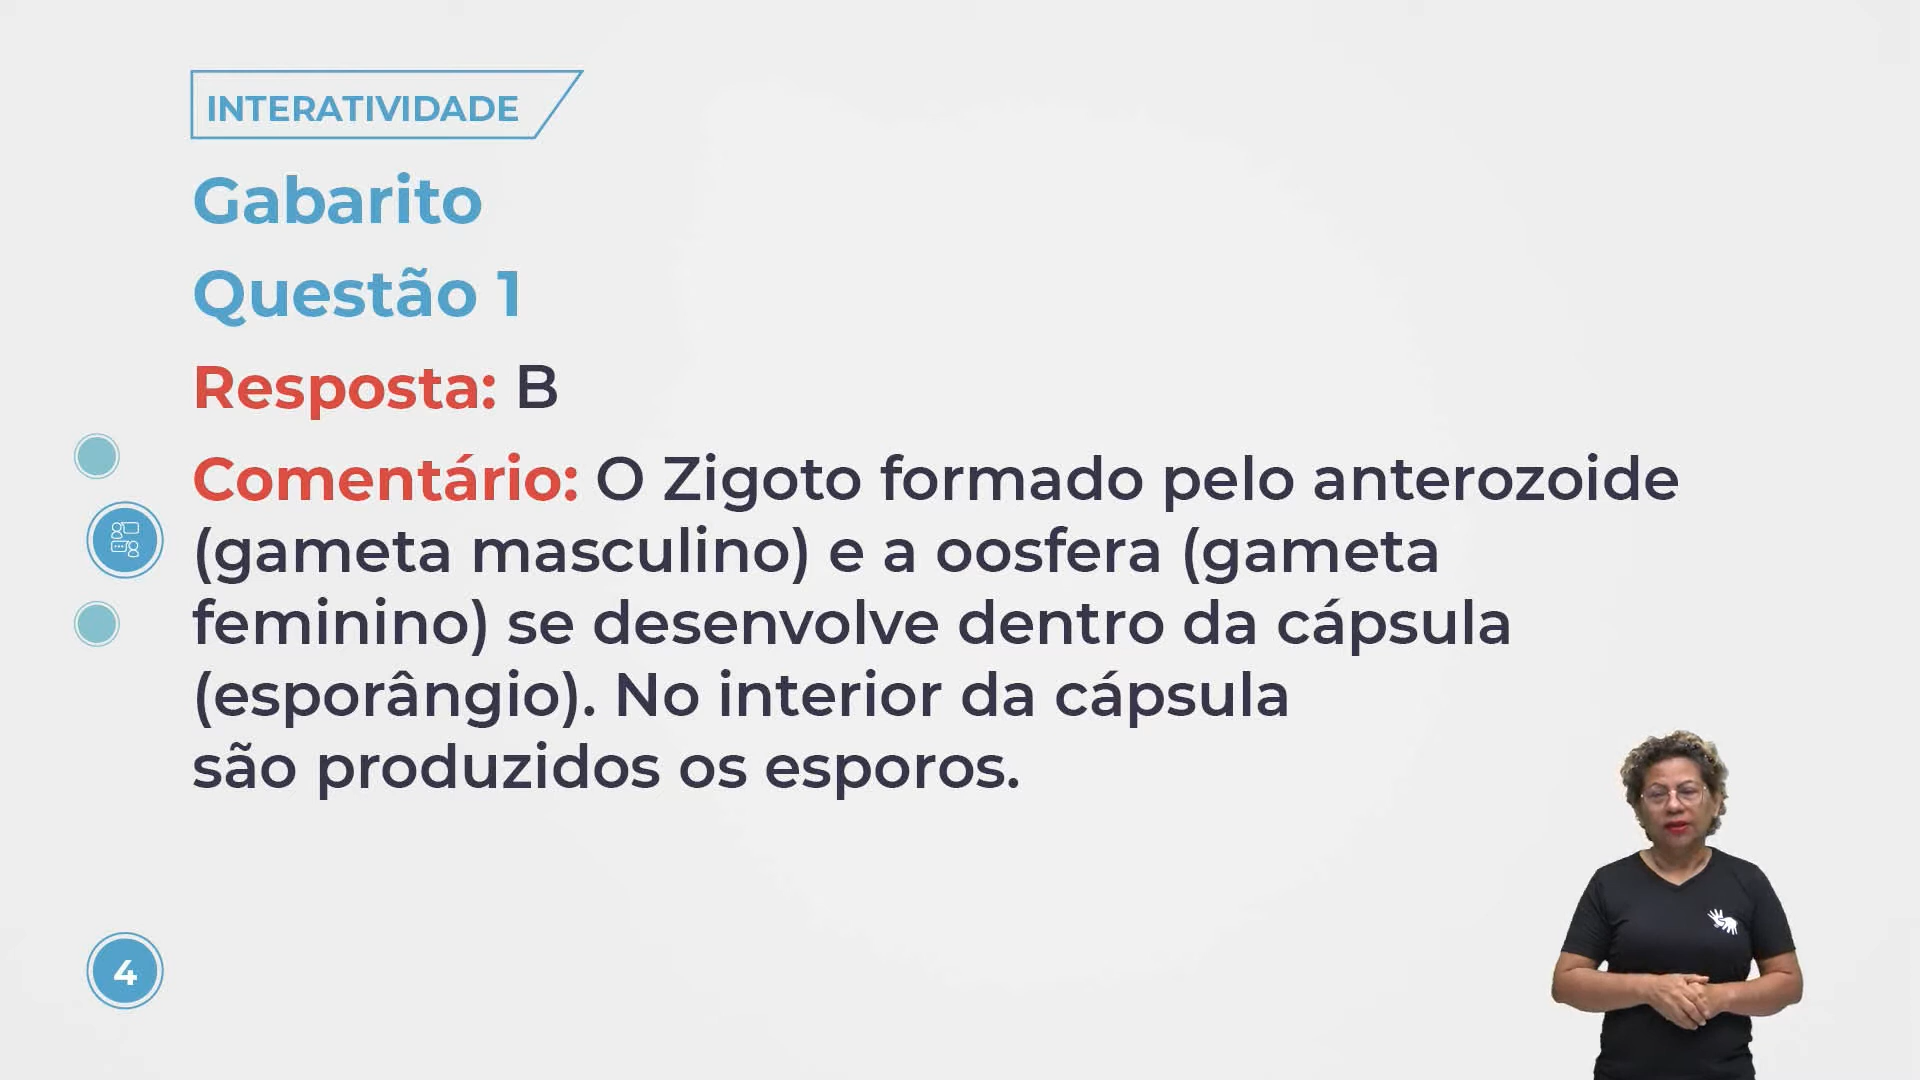 INTERATIVIDADE
Gabarito
Questão 1
Resposta: B
Comentário: O Zigoto formado pelo anterozoide
(gameta masculino) e a oosfera (gameta
feminino) se desenvolve dentro da cápsula
(esporângio). No interior da cápsula
são produzidos os esporos.
4